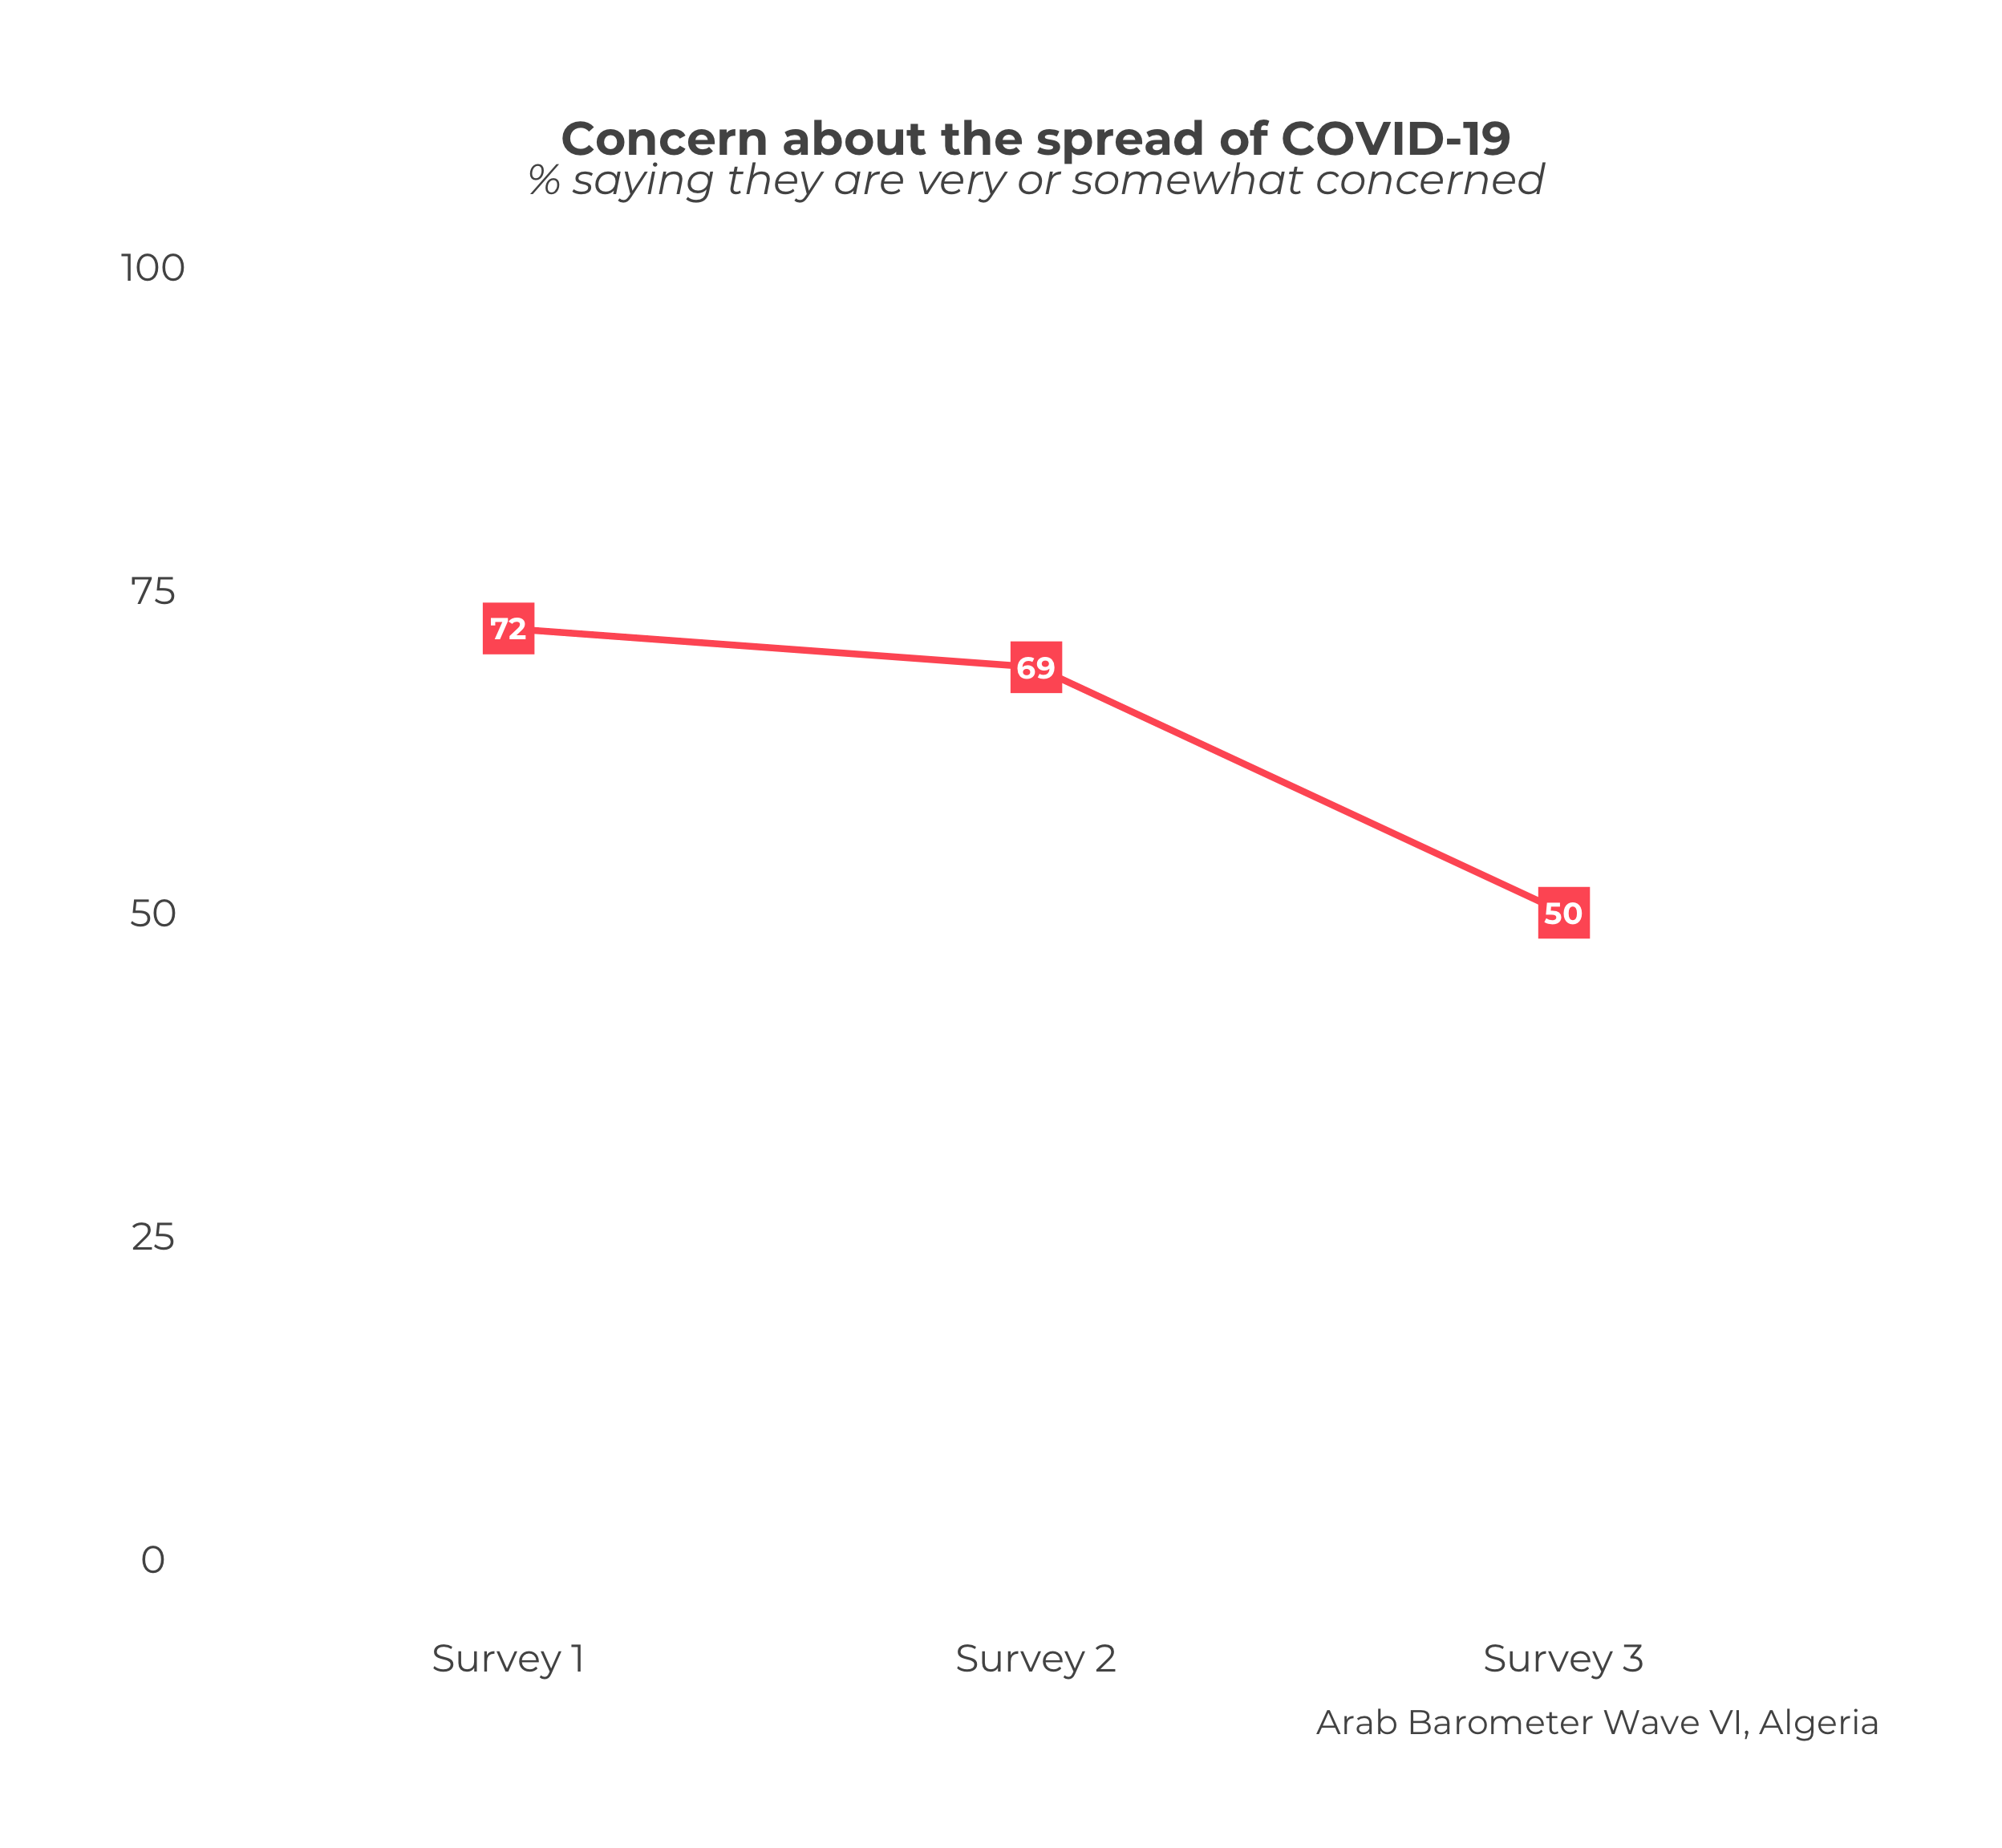 Concern about the spread of COVID-19
% saying they are very or somewhat concerned
100
75
72
69
50
50
25
0
Survey 1 Survey 2 Survey 3
Arab Barometer Wave VI, Algeria